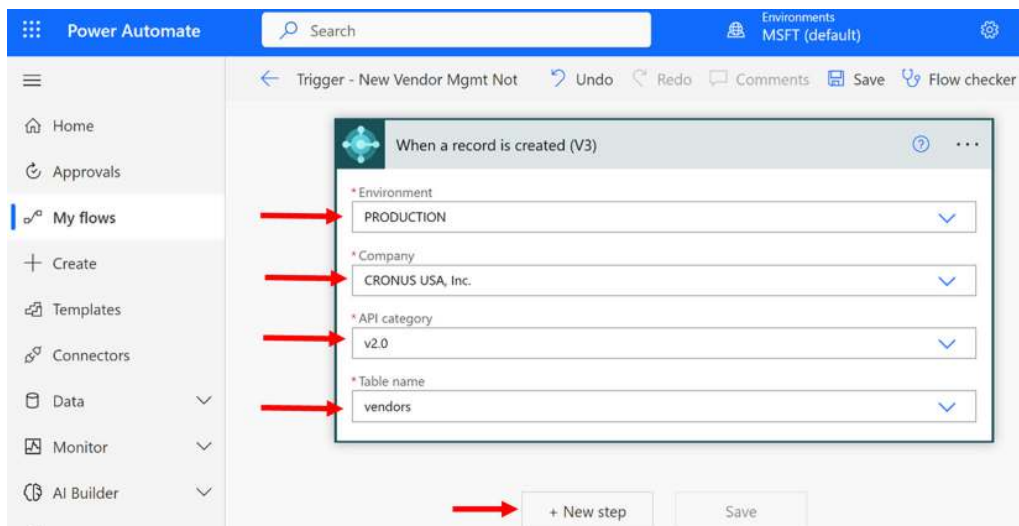 Power Automate
Search
Environments
MSFT (default)
Trigger - New Vendor Mgmt Not
Undo
Redo
Comments
Save
Flow checker
Home
Approvals
My flows
Create
Templates
Connectors
Data
Monitor
AI Builder
When a record is created (V3)
* Environment
PRODUCTION
* Company
CRONUS USA, Inc.
* API category
v2.0
* Table name
vendors
+ New step
Save